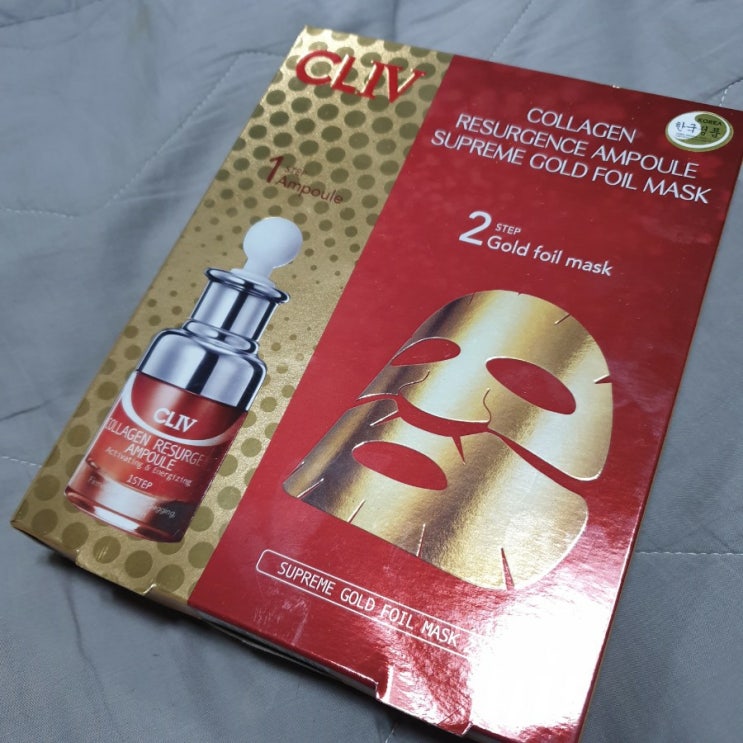 CLIV
COLLAGEN
RESURGENCE AMPOULE
SUPREME GOLD FOIL MASK
KOREA
한국명품
1 STEP
Ampoule
2 STEP
Gold foil mask
CLIV
COLLAGEN RESURGE
AMPOULE
Activating & Energizing
1STEP
SUPREME GOLD FOIL MASK